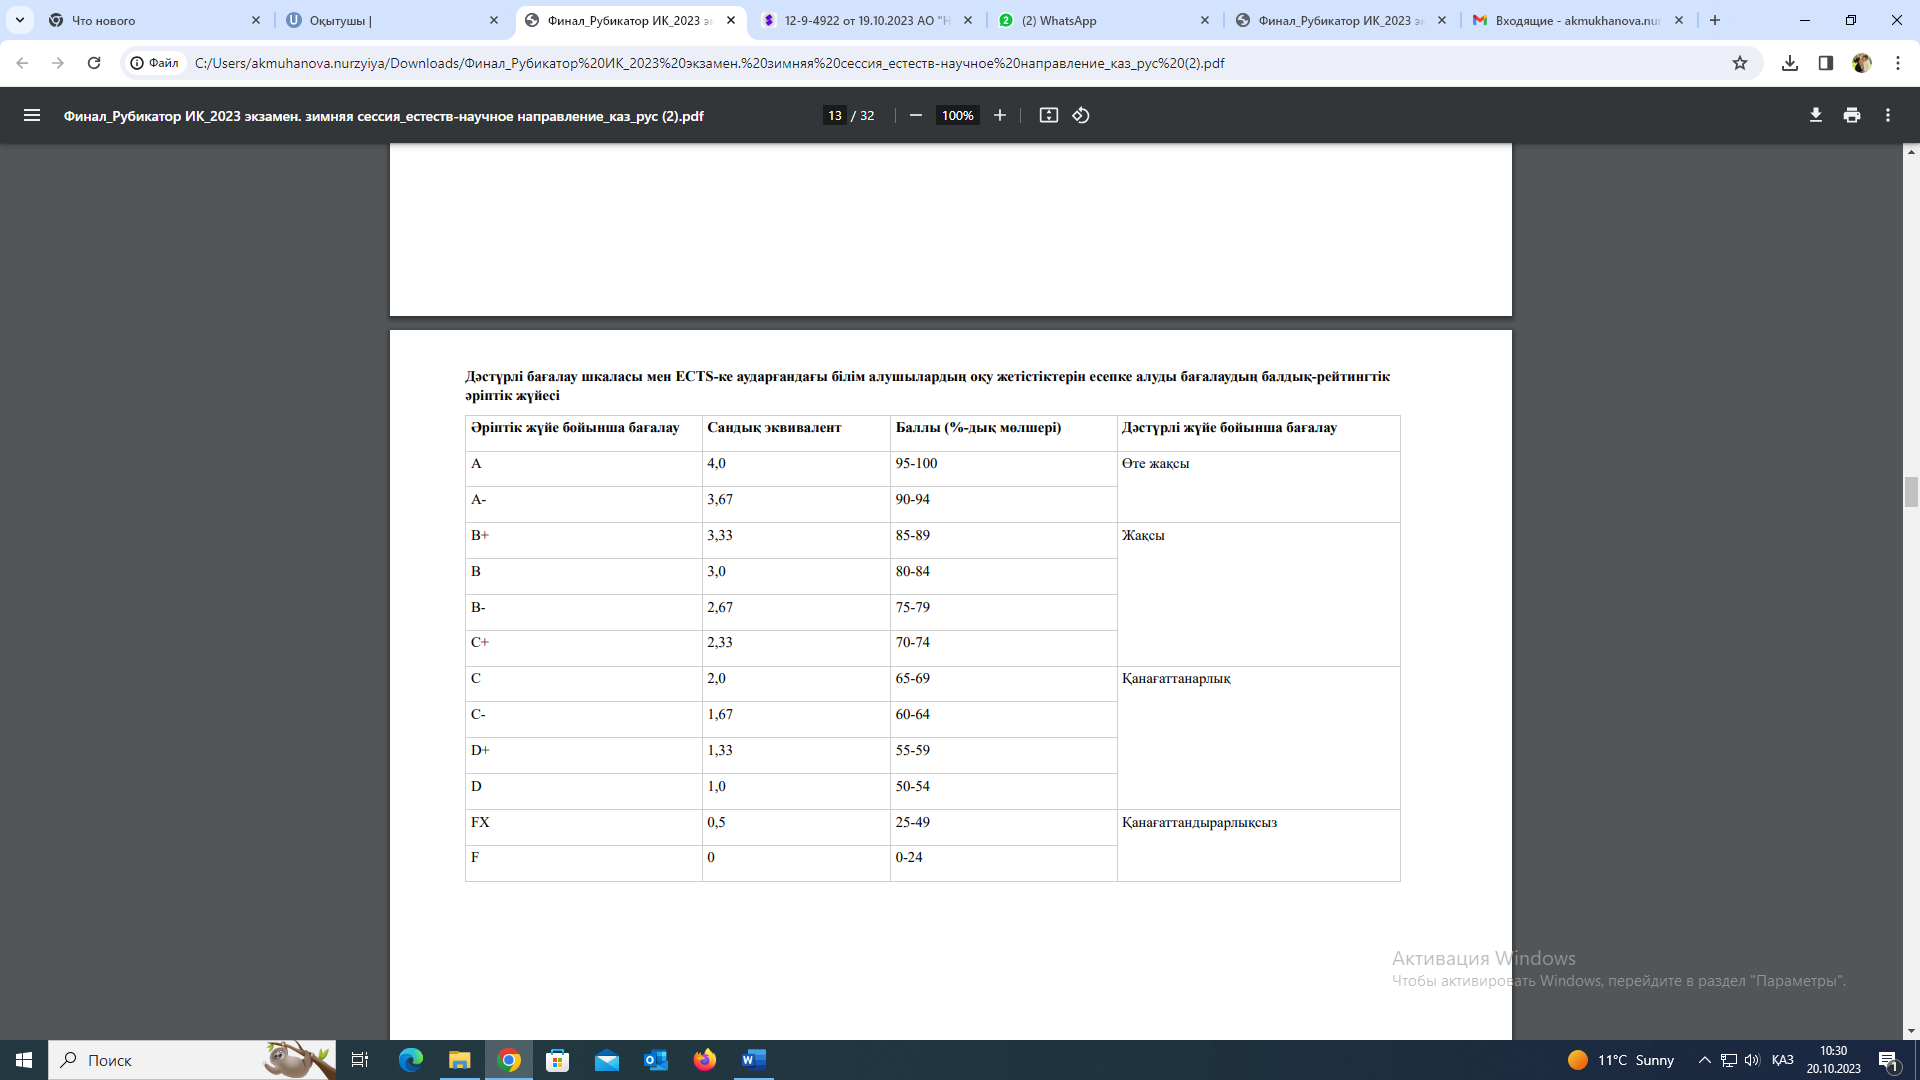 Что нового
Оқытушы |
Финал_Рубикатор ИК_2023 э
12-9-4922 от 19.10.2023 АО "Н
(2) WhatsApp
Финал_Рубикатор ИК_2023 э
Входящие - akmukhanova.nur
Файл
C:/Users/akmuhanova.nurzyiya/Downloads/Финал_Рубикатор%20ИК_2023%20экзамен.%20зимняя%20сессия_естеств-научное%20направление_каз_рус%20(2).pdf
Финал_Рубикатор ИК_2023 экзамен. зимняя сессия_естеств-научное направление_каз_рус (2).pdf
13 / 32
100%
Дәстүрлі бағалау шкаласы мен ECTS-ке аударғандағы білім алушылардың оқу жетістіктерін есепке алуды бағалаудың балдық-рейтингтік
әріптік жүйесі
Әріптік жүйе бойынша бағалау Сандық эквивалент Баллы (%-дық мөлшері) Дәстүрлі жүйе бойынша бағалау
A 4,0 95-100 Өте жақсы
A- 3,67 90-94
B+ 3,33 85-89 Жақсы
B 3,0 80-84
B- 2,67 75-79
C+ 2,33 70-74
C 2,0 65-69 Қанағаттанарлық
C- 1,67 60-64
D+ 1,33 55-59
D 1,0 50-54
FX 0,5 25-49 Қанағаттандырарлықсыз
F 0 0-24
Активация Windows
Чтобы активировать Windows, перейдите в раздел "Параметры".
Поиск
11°C Sunny
ҚАЗ
10:30
20.10.2023
1